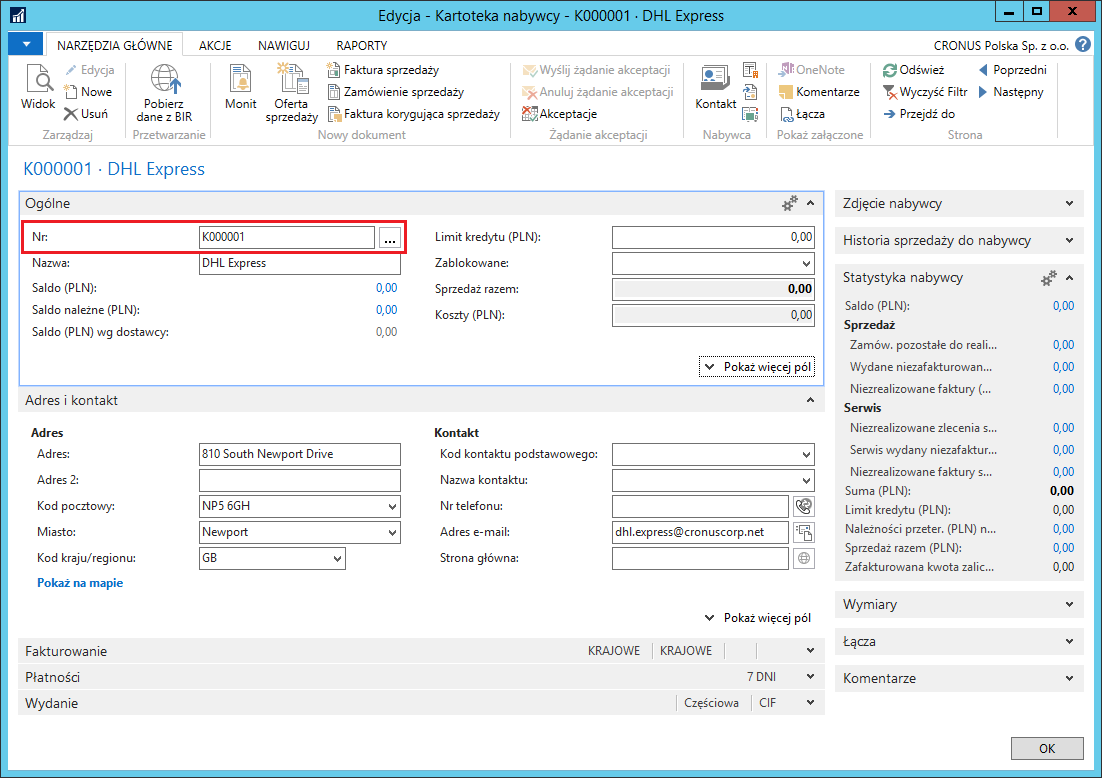 Edycja - Kartoteka nabywcy - K000001 · DHL Express
NARZĘDZIA GŁÓWNE AKCJE NAWIGUJ RAPORTY CRONUS Polska Sp. z o.o. ?
Widok
Edycja
Nowe
Usuń
Zarządzaj
Pobierz dane z BIR
Przetwarzanie
Monit
Oferta sprzedaży
Faktura sprzedaży
Zamówienie sprzedaży
Faktura korygująca sprzedaży
Nowy dokument
Wyślij żądanie akceptacji
Anuluj żądanie akceptacji
Akceptacje
Żądanie akceptacji
Kontakt
Nabywca
OneNote
Komentarze
Łącza
Pokaż załączone
Odśwież
Wyczyść Filtr
Przejdź do
Poprzedni
Następny
Strona
K000001 · DHL Express
Ogólne
Nr: K000001 ...
Nazwa: DHL Express
Saldo (PLN): 0,00
Saldo należne (PLN): 0,00
Saldo (PLN) wg dostawcy: 0,00
Limit kredytu (PLN): 0,00
Zablokowane:
Sprzedaż razem: 0,00
Koszty (PLN): 0,00
Pokaż więcej pól
Adres i kontakt
Adres
Adres: 810 South Newport Drive
Adres 2:
Kod pocztowy: NP5 6GH
Miasto: Newport
Kod kraju/regionu: GB
Pokaż na mapie
Kontakt
Kod kontaktu podstawowego:
Nazwa kontaktu:
Nr telefonu:
Adres e-mail: dhl.express@cronuscorp.net
Strona główna:
Pokaż więcej pól
Fakturowanie KRAJOWE KRAJOWE
Płatności 7 DNI
Wydanie Częściowa CIF
Zdjęcie nabywcy
Historia sprzedaży do nabywcy
Statystyka nabywcy
Saldo (PLN): 0,00
Sprzedaż
Zamów. pozostałe do reali... 0,00
Wydane niezafakturowan... 0,00
Niezrealizowane faktury (... 0,00
Serwis
Niezrealizowane zlecenia s... 0,00
Serwis wydany niezafaktur... 0,00
Niezrealizowane faktury s... 0,00
Suma (PLN): 0,00
Limit kredytu (PLN): 0,00
Należności przeter. (PLN) n... 0,00
Sprzedaż razem (PLN): 0,00
Zafakturowana kwota zalic... 0,00
Wymiary
Łącza
Komentarze
OK